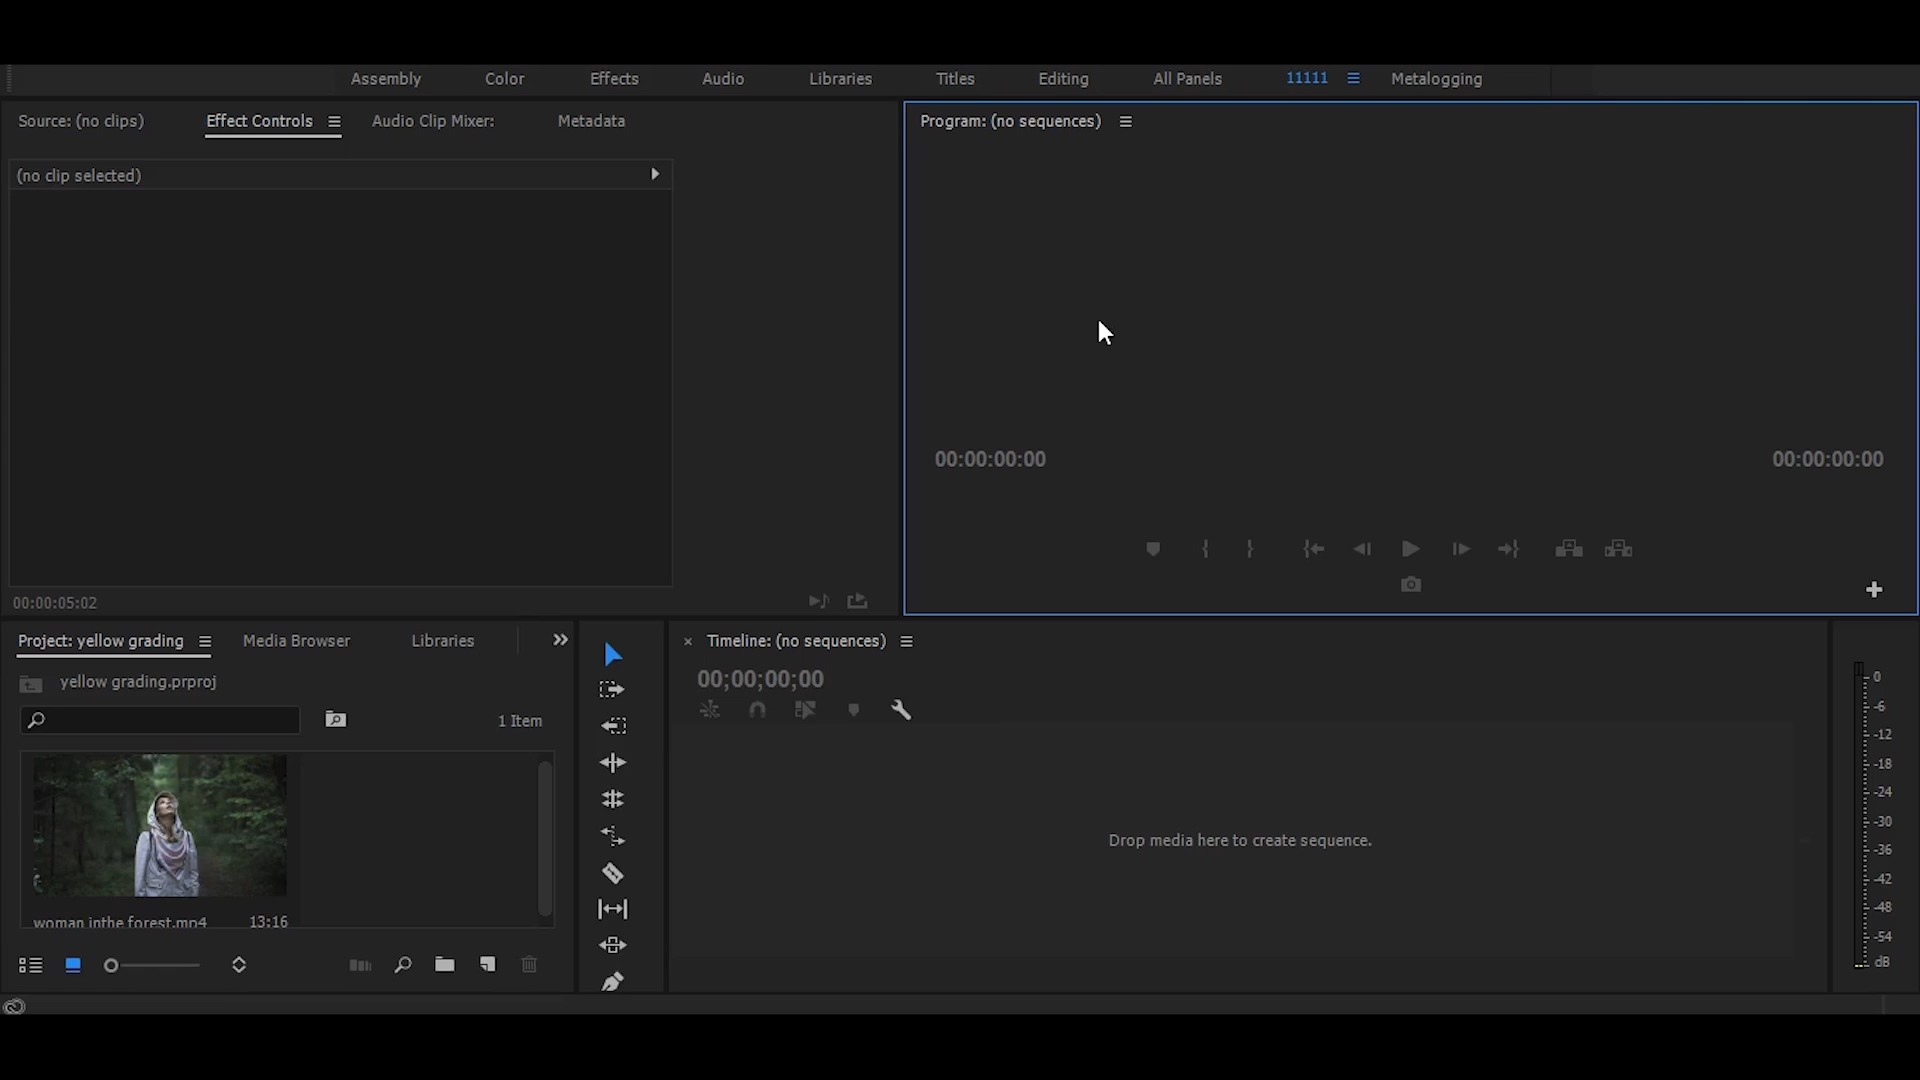 Assembly Color Effects Audio Libraries Titles Editing All Panels 11111 Metalogging
Source: (no clips) Effect Controls Audio Clip Mixer: Metadata
(no clip selected)
00:00:05:02
Program: (no sequences)
00:00:00:00 00:00:00:00
Project: yellow grading Media Browser Libraries
yellow grading.prproj
1 Item
woman inthe forest.mp4 13:16
Timeline: (no sequences)
00;00;00;00
Drop media here to create sequence.
0
-6
-12
-18
-24
-30
-36
-42
-48
-54
dB